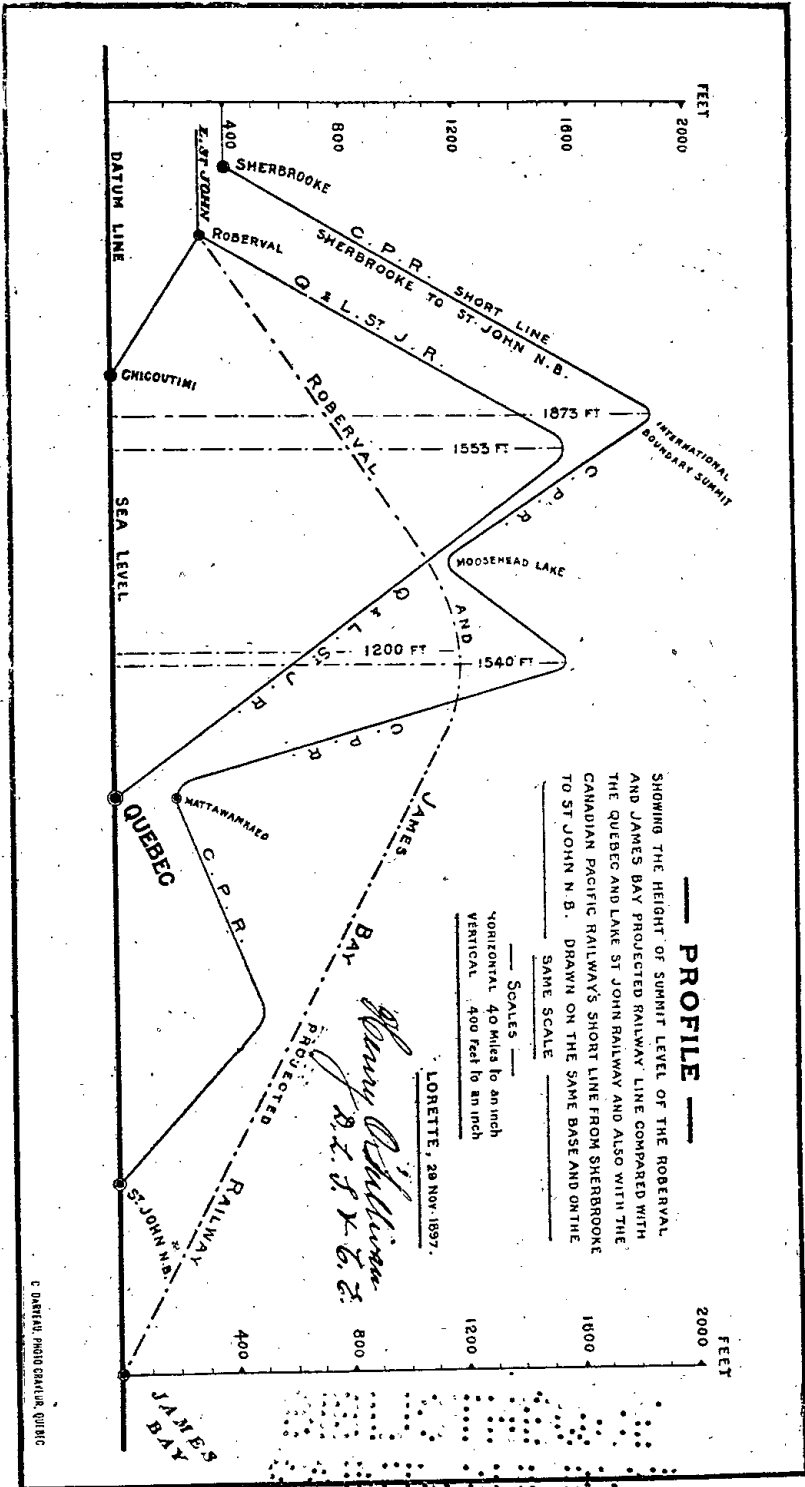 PROFILE
SHOWING THE HEIGHT OF SUMMIT LEVEL OF THE ROBERVAL
AND JAMES BAY PROJECTED RAILWAY LINE COMPARED WITH
THE QUEBEC AND LAKE ST JOHN RAILWAY AND ALSO WITH THE
CANADIAN PACIFIC RAILWAY'S SHORT LINE FROM SHERBROOKE
TO ST JOHN N.B. DRAWN ON THE SAME BASE AND ON THE
SAME SCALE
SCALES
HORIZONTAL 40 Miles to an inch
VERTICAL 400 Feet to an inch
LORETTE, 29 NOV. 1897.
Henry O'Sullivan
D.L.S. & C.E.
FEET
2000
1600
1200
800
400
SHERBROOKE
C.P.R. SHORT LINE
SHERBROOKE TO ST. JOHN N.B.
L. ST JOHN
ROBERVAL
Q & L. ST J. R.
CHICOUTIMI
1873 FT
1553 FT
INTERNATIONAL
BOUNDARY SUMMIT
C.P.R.
MOOSEHEAD LAKE
1200 FT
1540 FT
Q & L. ST. J. R.
C.P.R.
MATTAWAMKAEG
QUEBEC
C.P.R.
ROBERVAL AND JAMES BAY RAILWAY
PROJECTED
ST. JOHN N.B.
DATUM LINE
SEA LEVEL
FEET
2000
1600
1200
800
400
JAMES
BAY
C. DARVEAU, PHOTO GRAVEUR, QUEBEC